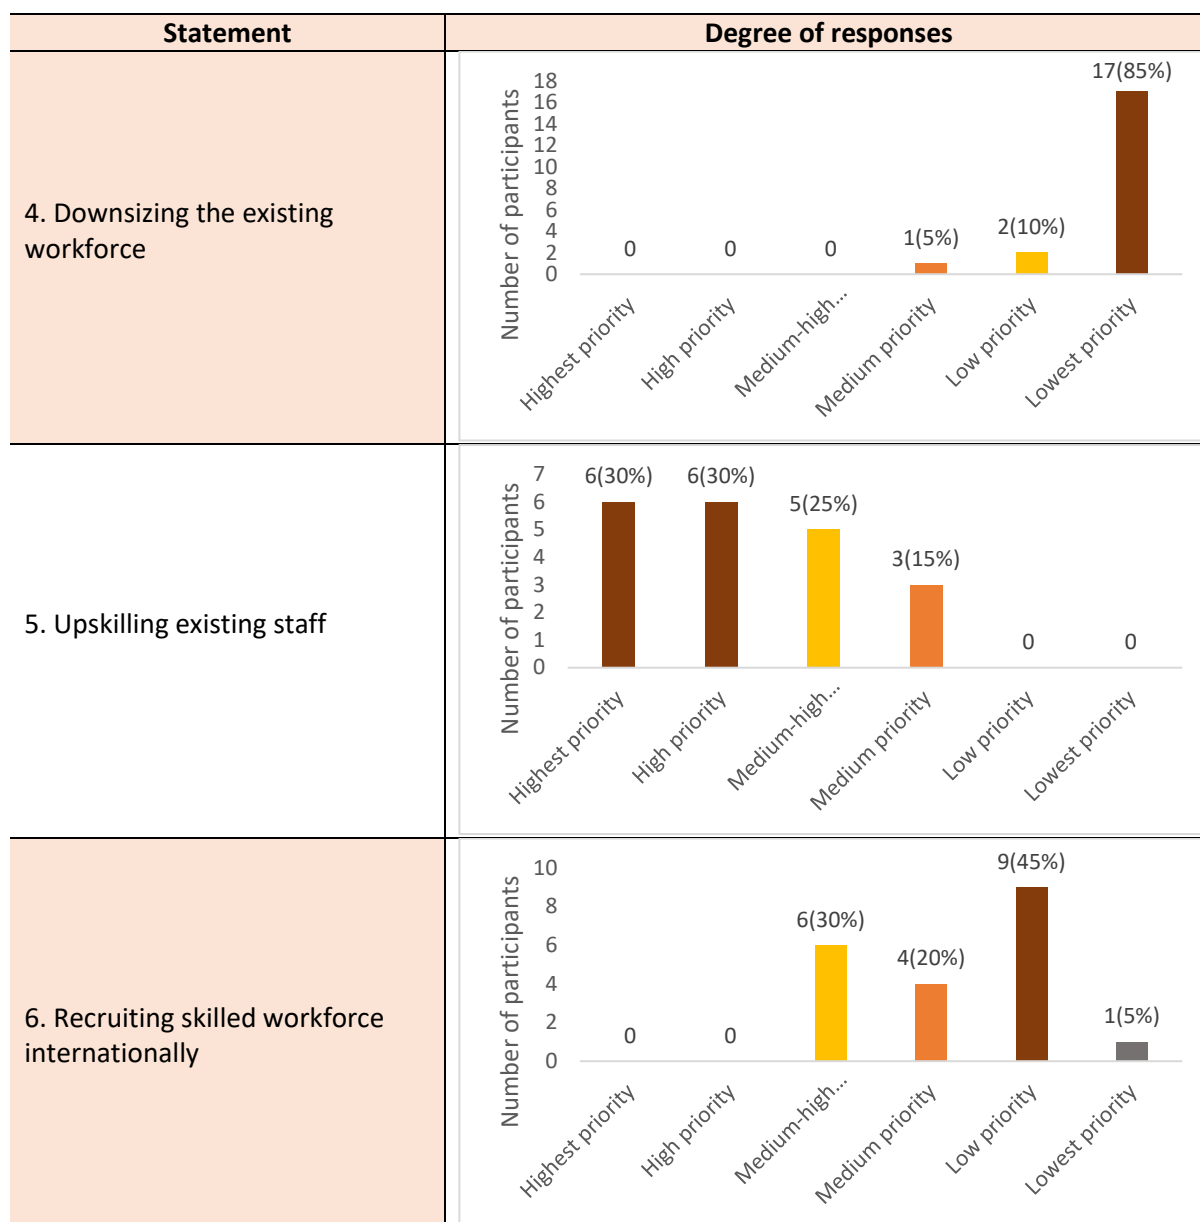 Statement
Degree of responses
4. Downsizing the existing
workforce
Number of participants
18
16
14
12
10
8
6
4
2
0
0
0
0
1(5%)
2(10%)
17(85%)
Highest priority
High priority
Medium-high...
Medium priority
Low priority
Lowest priority
5. Upskilling existing staff
Number of participants
7
6
5
4
3
2
1
0
6(30%)
6(30%)
5(25%)
3(15%)
0
0
Highest priority
High priority
Medium-high...
Medium priority
Low priority
Lowest priority
6. Recruiting skilled workforce
internationally
Number of participants
10
8
6
4
2
0
0
0
6(30%)
4(20%)
9(45%)
1(5%)
Highest priority
High priority
Medium-high...
Medium priority
Low priority
Lowest priority